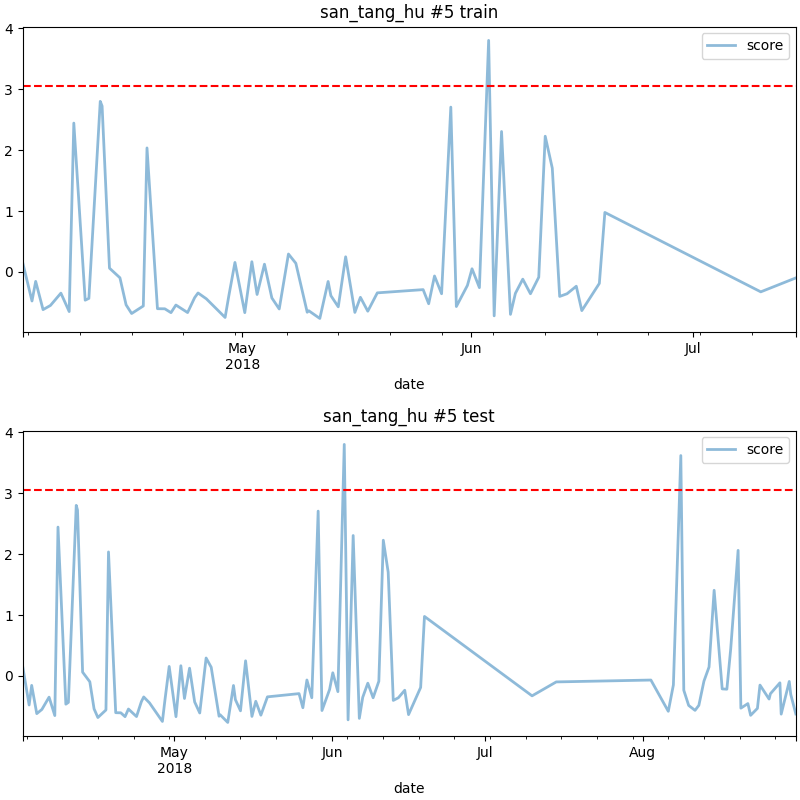 san_tang_hu #5 train
4
3
2
1
0
score
May
2018
Jun
Jul
date
san_tang_hu #5 test
4
3
2
1
0
score
May
2018
Jun
Jul
Aug
date